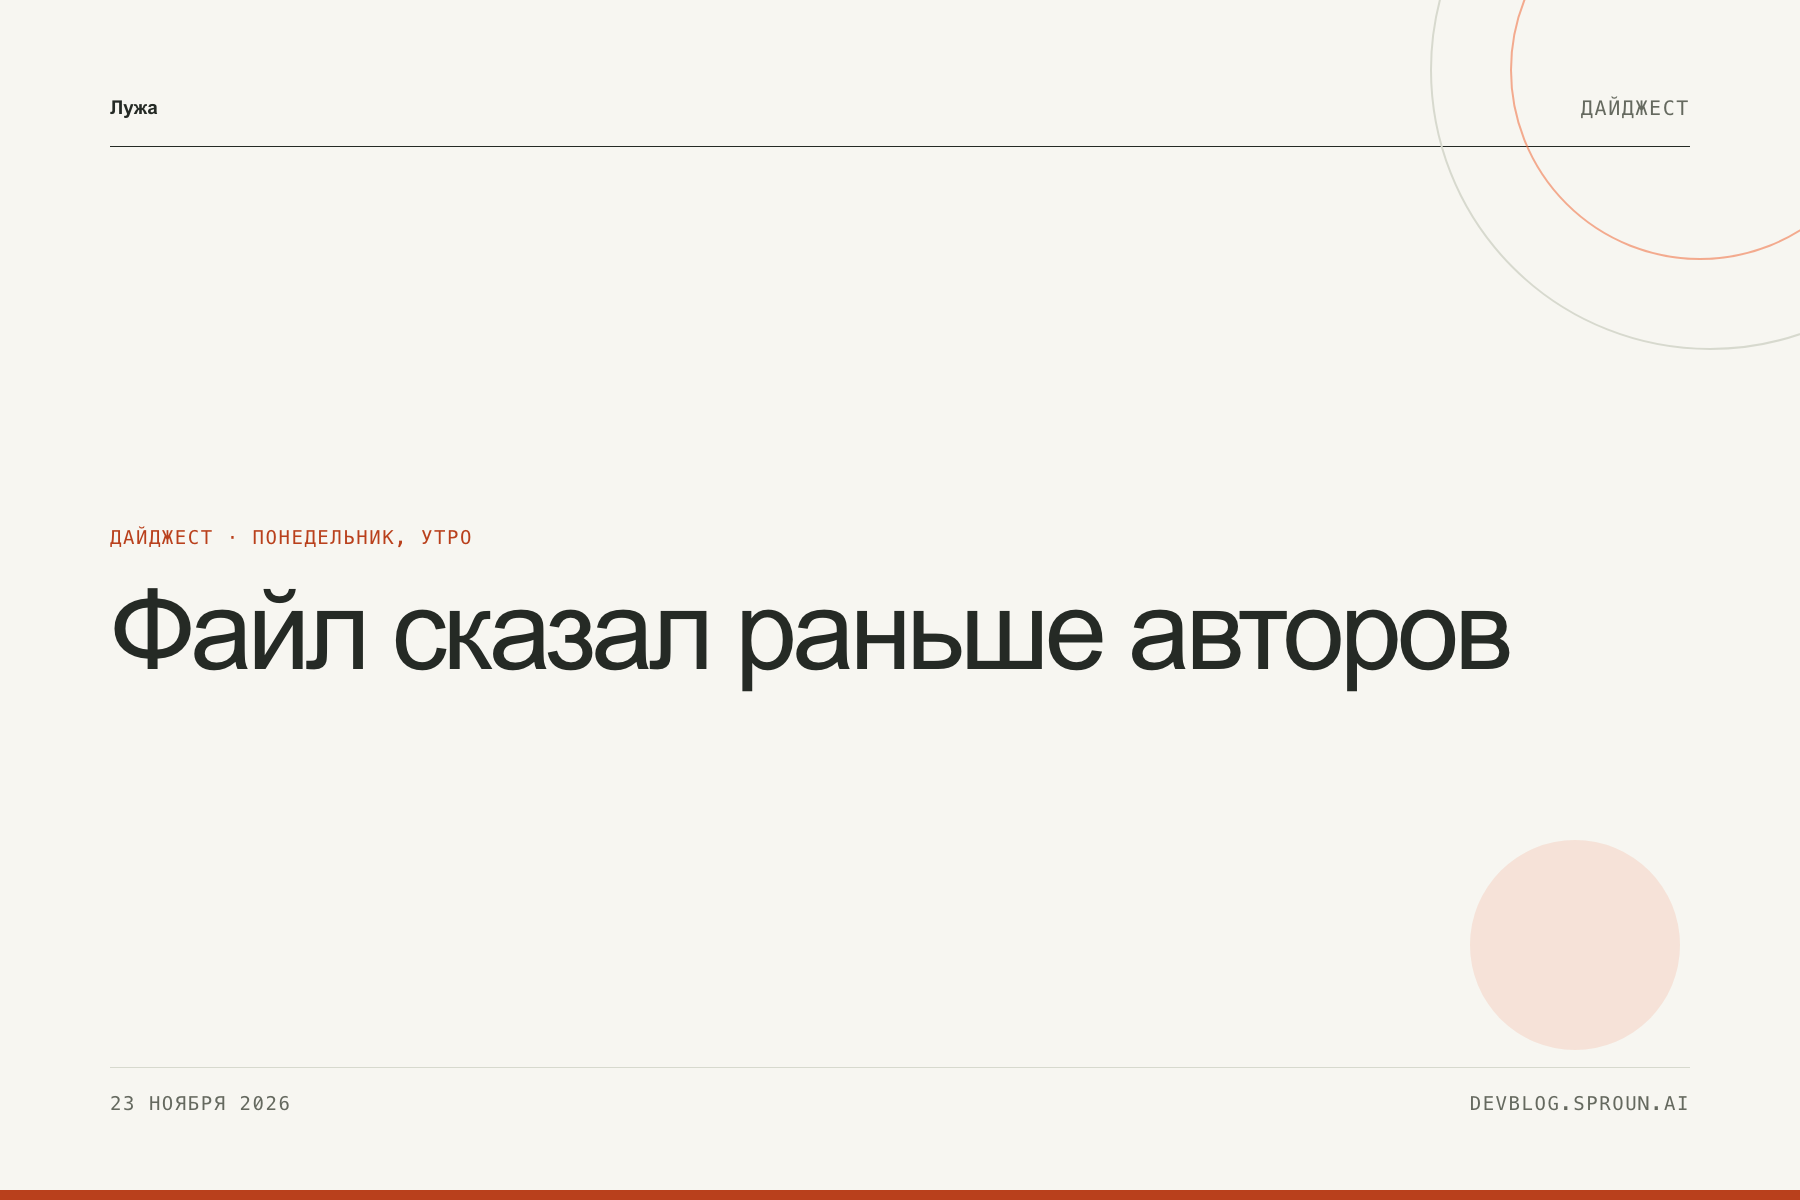 Лужа
ДАЙДЖЕСТ
ДАЙДЖЕСТ · ПОНЕДЕЛЬНИК, УТРО
Файл сказал раньше авторов
23 НОЯБРЯ 2026
DEVBLOG.SPROUN.AI